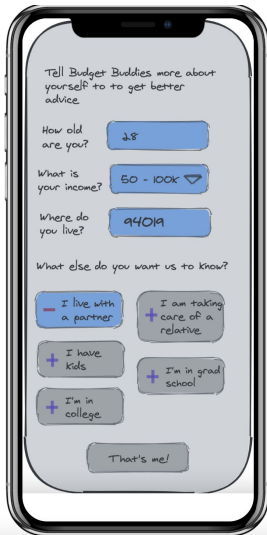 Tell Budget Buddies more about
yourself to to get better
advice
How old
are you?
28
What is
your income?
50 - 100K
Where do
you live?
94019
What else do you want us to know?
- I live with
a partner
+ I am taking
care of a
relative
+ I have
kids
+ I'm in grad
school
+ I'm in
college
That's me!